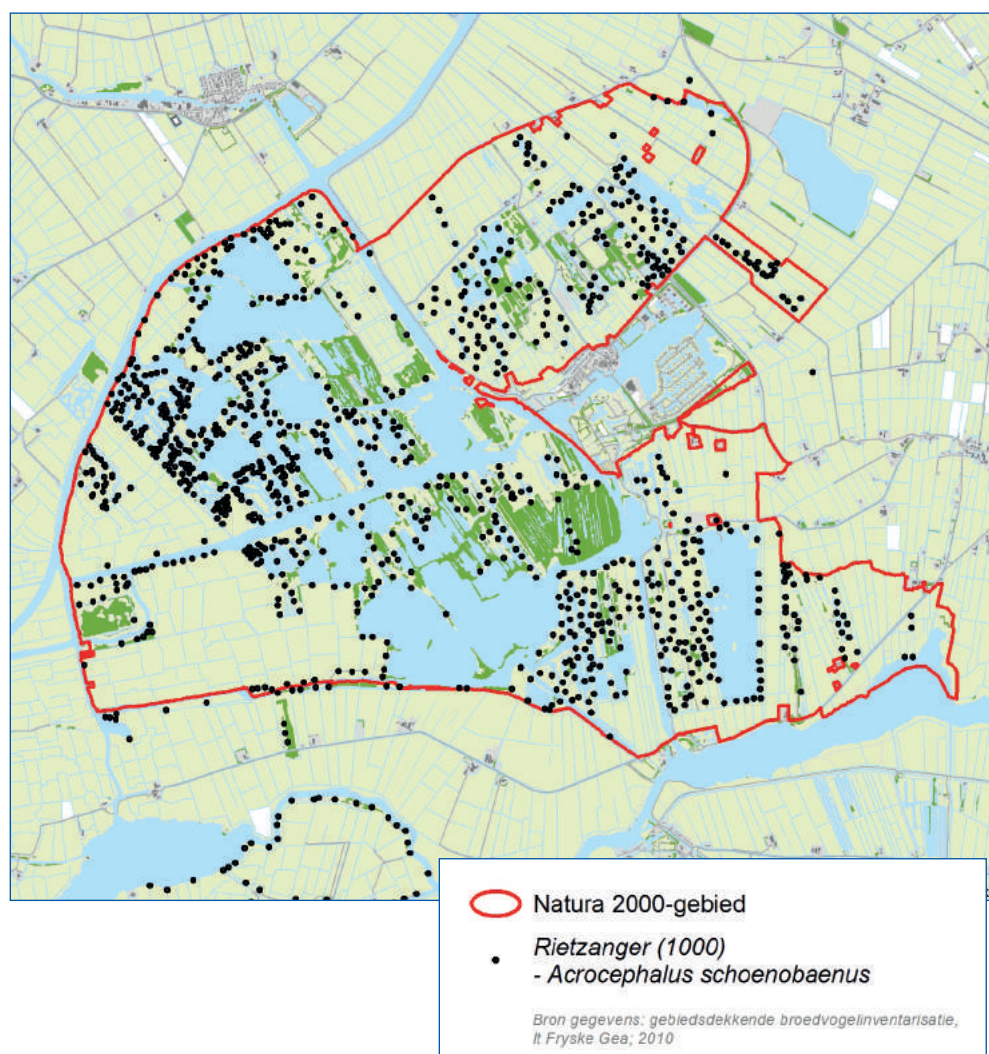 Natura 2000-gebied
Rietzanger (1000)
- Acrocephalus schoenobaenus
Bron gegevens: gebiedsdekkende broedvogelinventarisatie,
It Fryske Gea; 2010